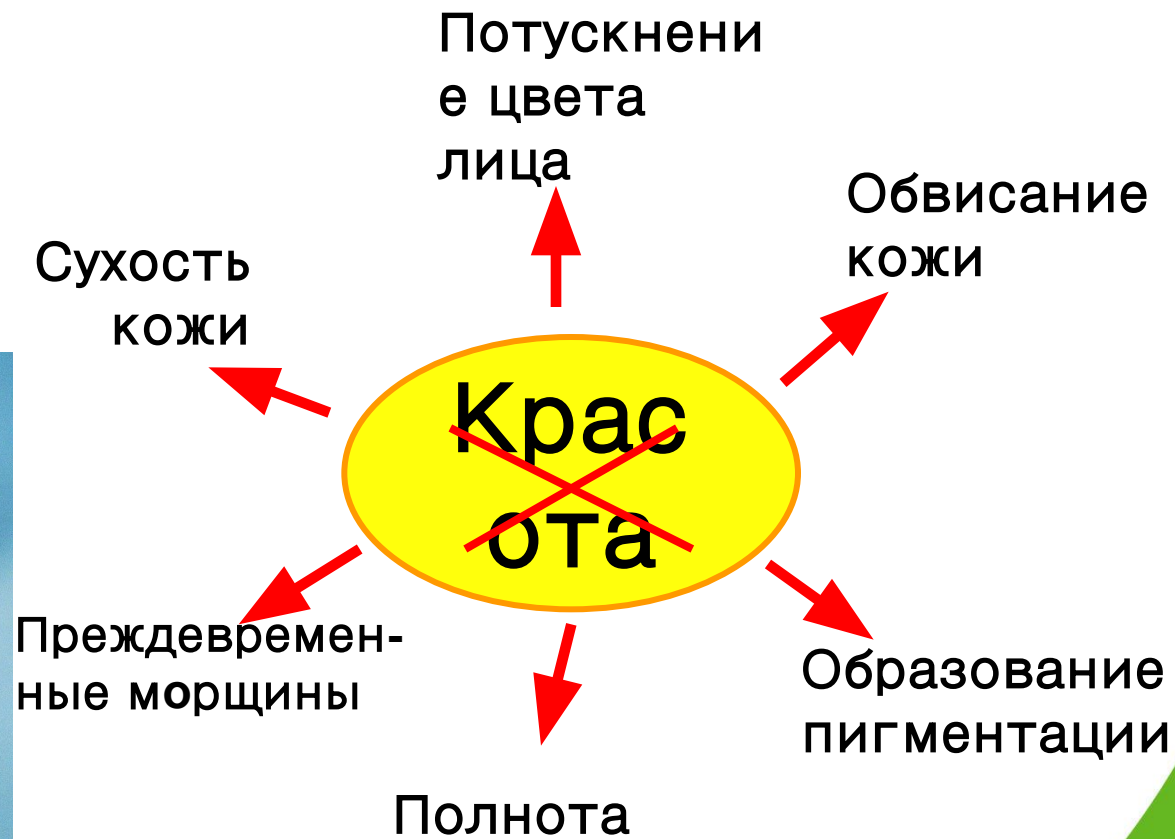 Потускнени
е цвета
лица
Обвисание
кожи
Сухость
кожи
Крас
ота
Преждевремен-
ные морщины
Образование
пигментации
Полнота